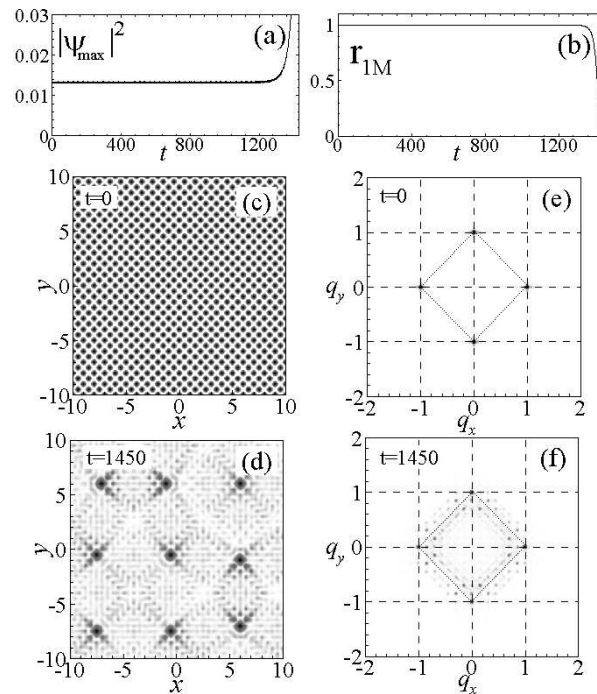 0.03
0.02
0.01
0
|ψmax|²
(a)
0 400 800 1200
t
1
0.5
0
r1M
(b)
0 400 800 1200
t
10
5
0
-5
-10
y
t=0
(c)
-10 -5 0 5 10
x
2
1
0
-1
-2
qy
t=0
(e)
-2 -1 0 1 2
qx
10
5
0
-5
-10
y
t=1450
(d)
-10 -5 0 5 10
x
2
1
0
-1
-2
qy
t=1450
(f)
-2 -1 0 1 2
qx